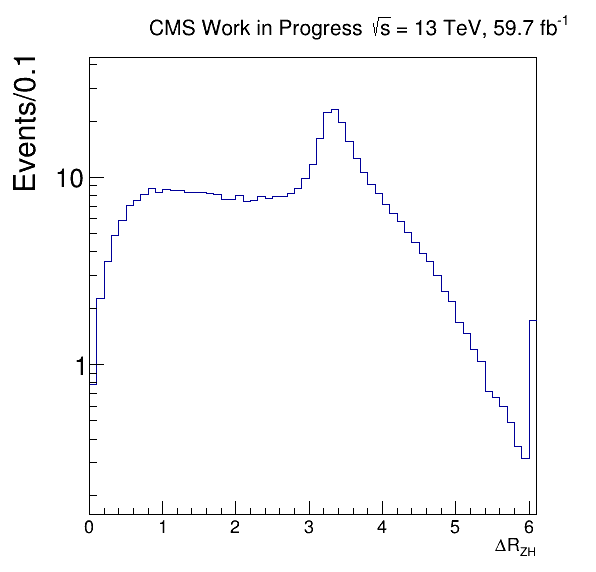 CMS Work in Progress √s = 13 TeV, 59.7 fb⁻¹
Events/0.1
10
1
0 1 2 3 4 5 6
ΔR_ZH